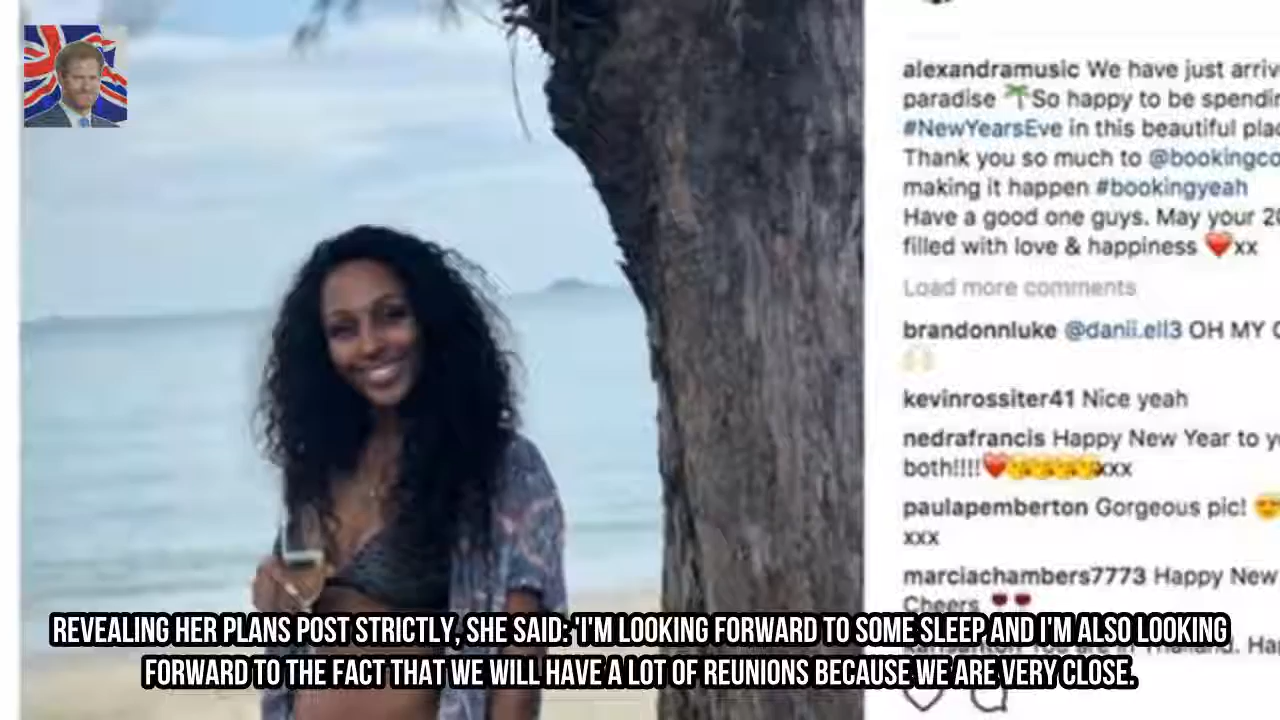 alexandramusic We have just arriv
paradise 🌴So happy to be spendin
#NewYearsEve in this beautiful plac
Thank you so much to @bookingco
making it happen #bookingyeah
Have a good one guys. May your 20
filled with love & happiness ❤️xx
Load more comments
brandonnluke @danii.ell3 OH MY G
🙌
kevinrossiter41 Nice yeah
nedrafrancis Happy New Year to yo
both!!!!❤️😘😘😘😘xxx
paulapemberton Gorgeous pic! 😍
xxx
marciachambers7773 Happy New
Cheers 🍷🍷
REVEALING HER PLANS POST STRICTLY, SHE SAID: 'I'M LOOKING FORWARD TO SOME SLEEP AND I'M ALSO LOOKING
FORWARD TO THE FACT THAT WE WILL HAVE A LOT OF REUNIONS BECAUSE WE ARE VERY CLOSE.